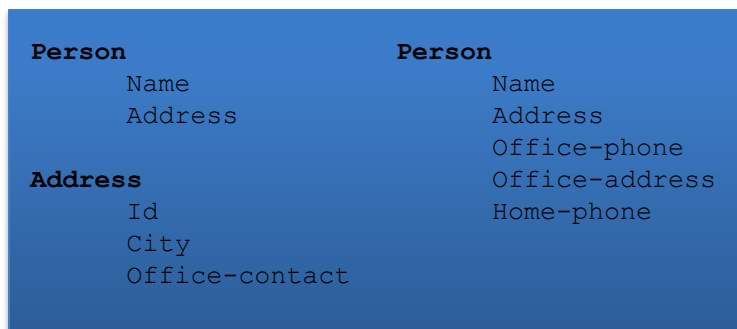 Person
Name
Address
Address
Id
City
Office-contact
Person
Name
Address
Office-phone
Office-address
Home-phone